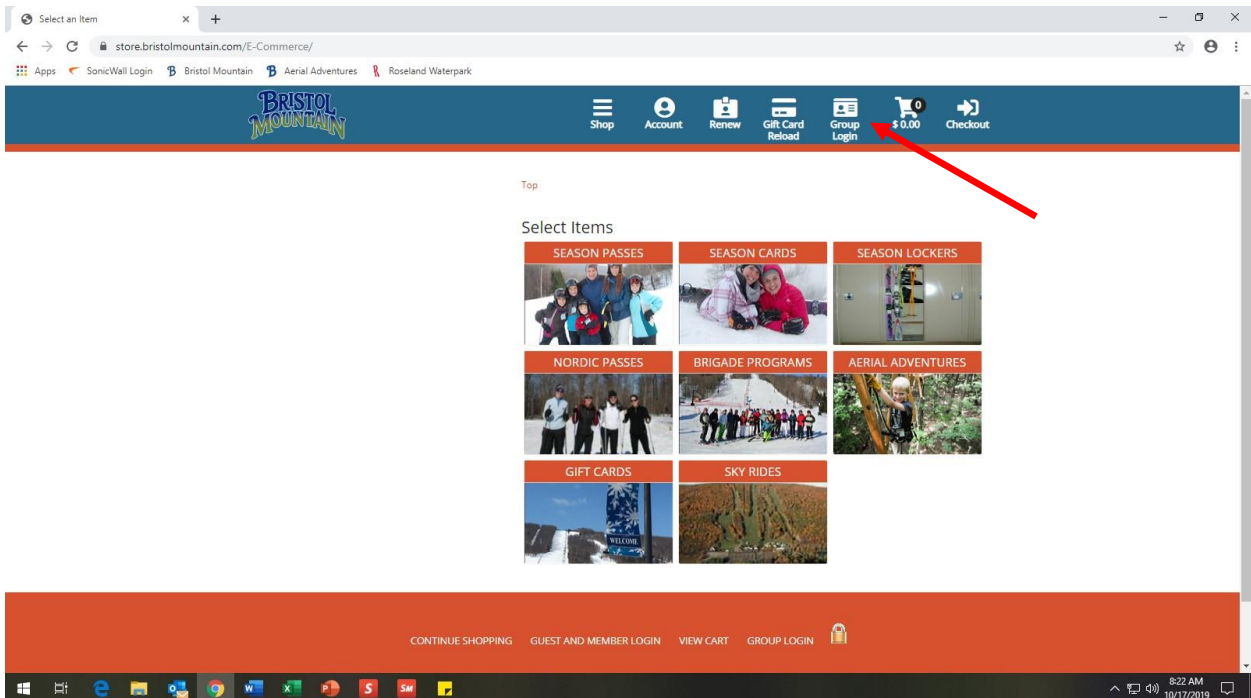 Select an Item
store.bristolmountain.com/E-Commerce/
Apps SonicWall Login Bristol Mountain Aerial Adventures Roseland Waterpark
BRISTOL
MOUNTAIN
Shop
Account
Renew
Gift Card
Reload
Group
Login
0
$ 0.00
Checkout
Top
Select Items
SEASON PASSES
SEASON CARDS
SEASON LOCKERS
NORDIC PASSES
BRIGADE PROGRAMS
AERIAL ADVENTURES
GIFT CARDS
SKY RIDES
WELCOME
CONTINUE SHOPPING GUEST AND MEMBER LOGIN VIEW CART GROUP LOGIN
8:22 AM
10/17/2019